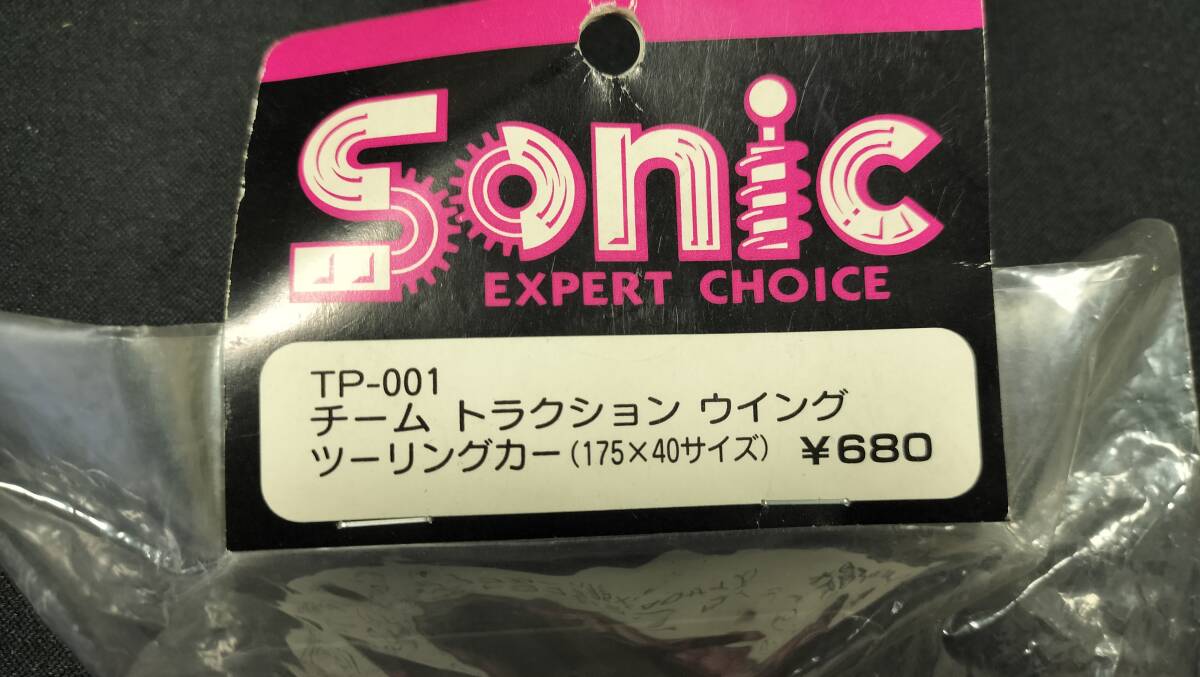 Sonic
EXPERT CHOICE
TP-001
チーム トラクション ウイング
ツーリングカー(175×40サイズ) ¥680